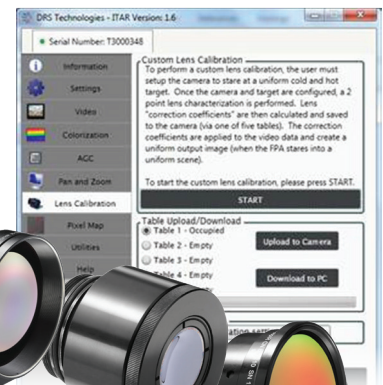 DRS Technologies - ITAR Version: 1.6
Serial Number: T3000348
Information
Settings
Video
Colorization
AGC
Pan and Zoom
Lens Calibration
Pixel Map
Utilities
Help
Custom Lens Calibration
To perform a custom lens calibration, the user must
setup the camera to stare at a uniform cold and hot
target. Once the camera and target are configured, a 2
point lens characterization is performed. Lens
"correction coefficients" are then calculated and saved
to the camera (via one of five tables). The correction
coefficients are applied to the video data and create a
uniform output image (when the FPA stares into a
uniform scene).
To start the custom lens calibration, please press START.
START
Table Upload/Download
Table 1 - Occupied
Table 2 - Empty
Table 3 - Empty
Table 4 - Empty
Upload to Camera
Download to PC